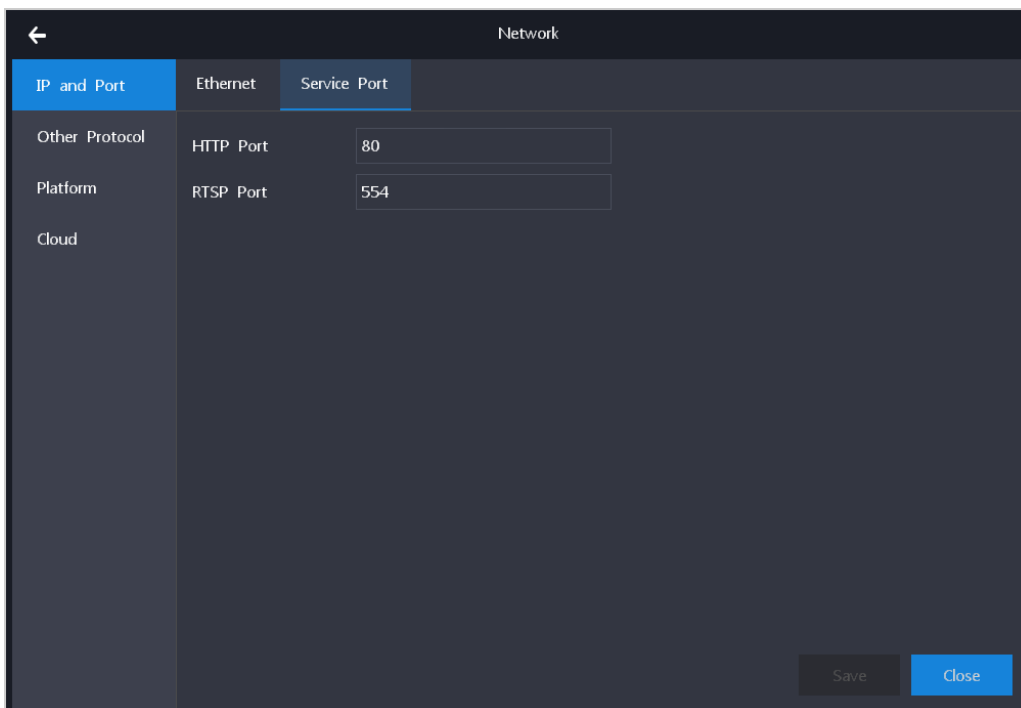 Network
IP and Port
Ethernet
Service Port
Other Protocol
HTTP Port
80
Platform
RTSP Port
554
Cloud
Save
Close